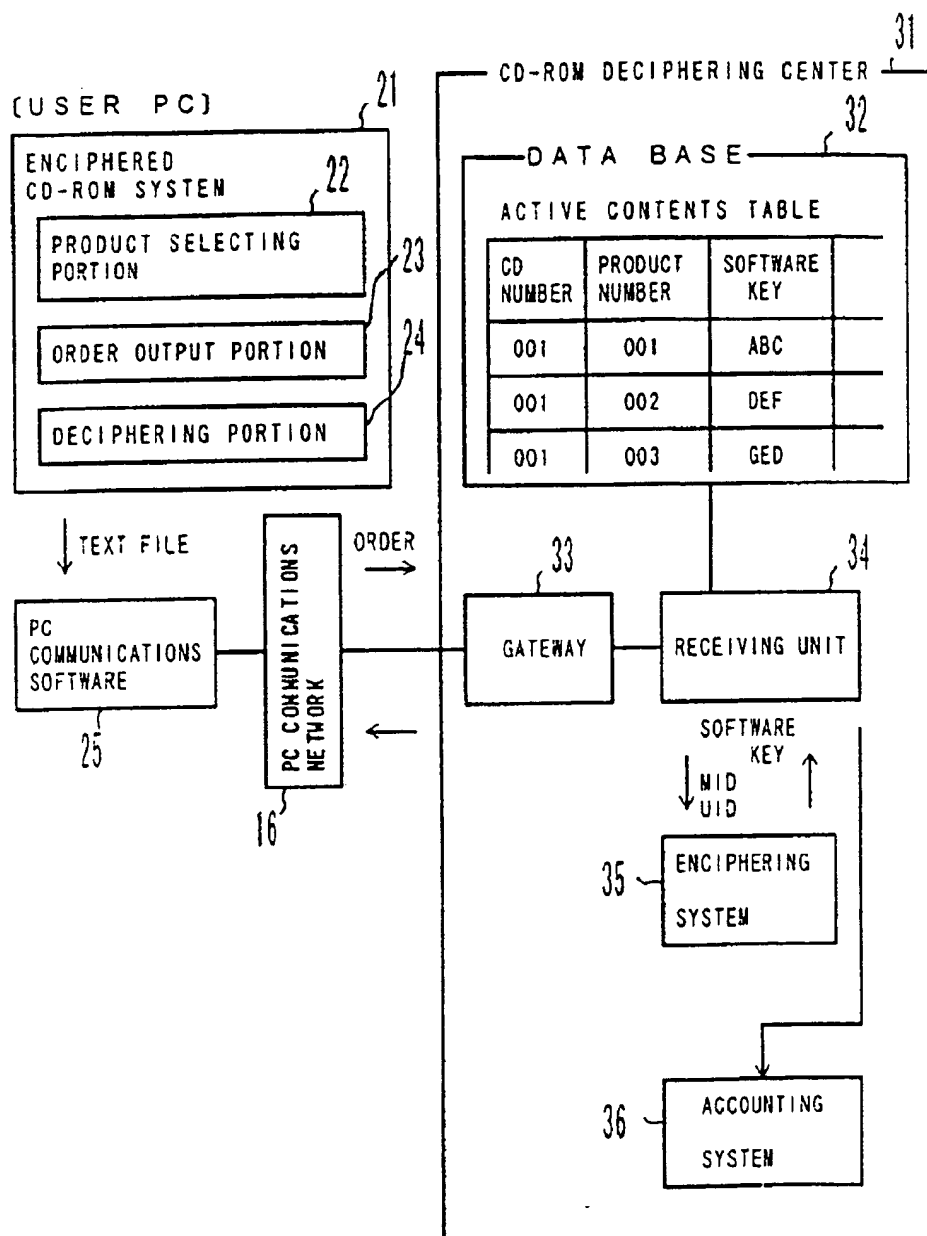 31
CD-ROM DECIPHERING CENTER
[USER PC]
21
ENCIPHERED
CD-ROM SYSTEM
22
PRODUCT SELECTING
PORTION
23
ORDER OUTPUT PORTION
24
DECIPHERING PORTION
32
DATA BASE
ACTIVE CONTENTS TABLE
CD NUMBER PRODUCT NUMBER SOFTWARE KEY
001 001 ABC
001 002 DEF
001 003 GED
TEXT FILE
ORDER
PC
COMMUNICATIONS
SOFTWARE
25
PC COMMUNICATIONS
NETWORK
16
33
GATEWAY
34
RECEIVING UNIT
SOFTWARE
KEY
MID
UID
35
ENCIPHERING
SYSTEM
36
ACCOUNTING
SYSTEM